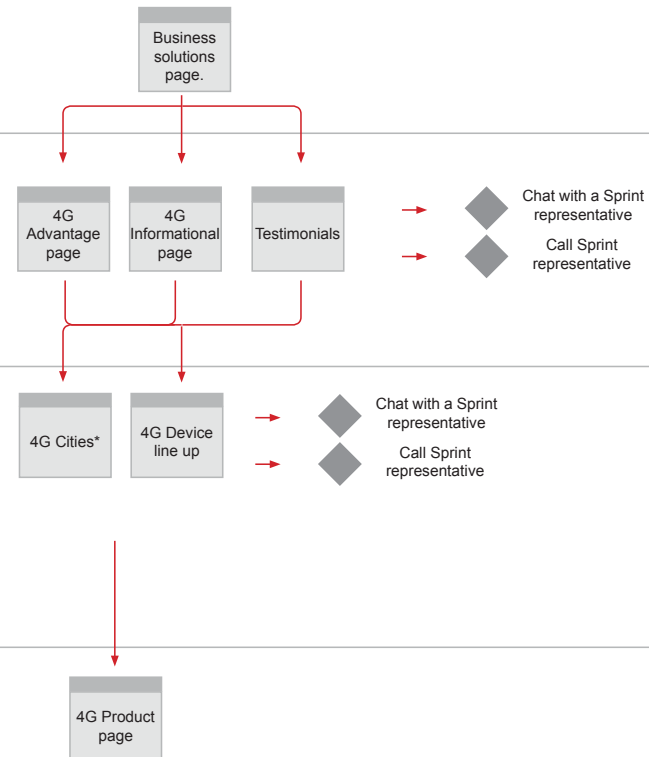 Business
solutions
page.
4G
Advantage
page
4G
Informational
page
Testimonials
Chat with a Sprint
representative
Call Sprint
representative
4G Cities*
4G Device
line up
Chat with a Sprint
representative
Call Sprint
representative
4G Product
page